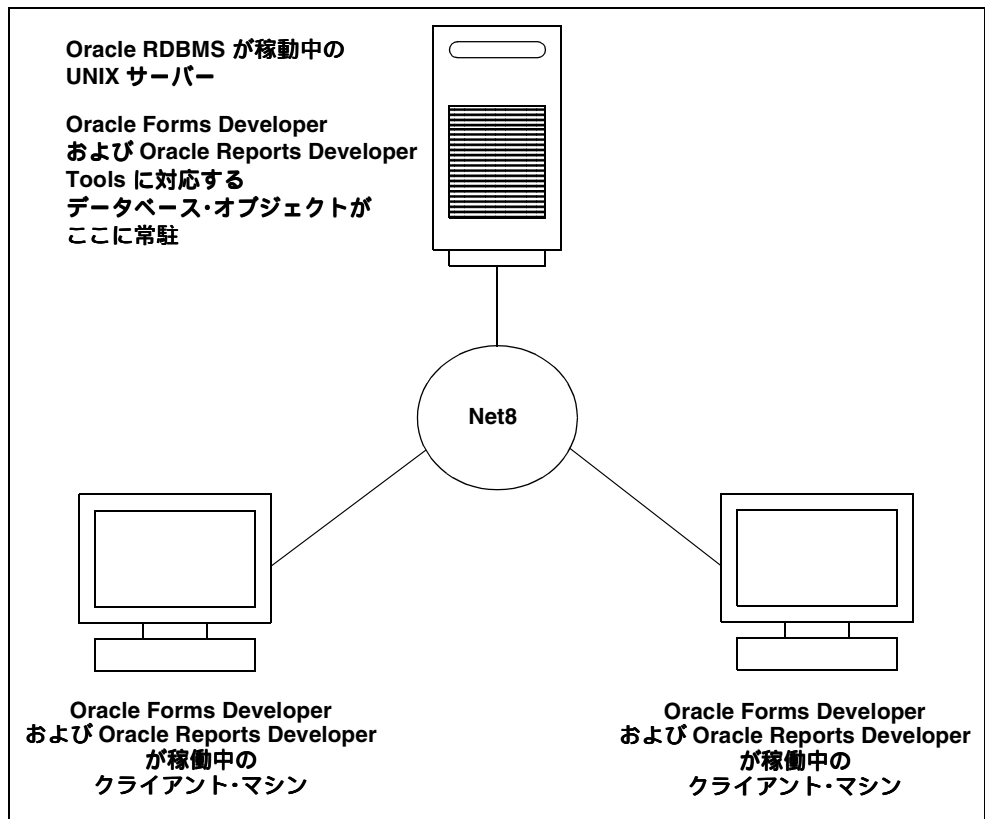 Oracle RDBMS が稼動中の
UNIX サーバー
Oracle Forms Developer
および Oracle Reports Developer
Tools に対応する
データベース・オブジェクトが
ここに常駐
Net8
Oracle Forms Developer
および Oracle Reports Developer
が稼働中の
クライアント・マシン
Oracle Forms Developer
および Oracle Reports Developer
が稼働中の
クライアント・マシン